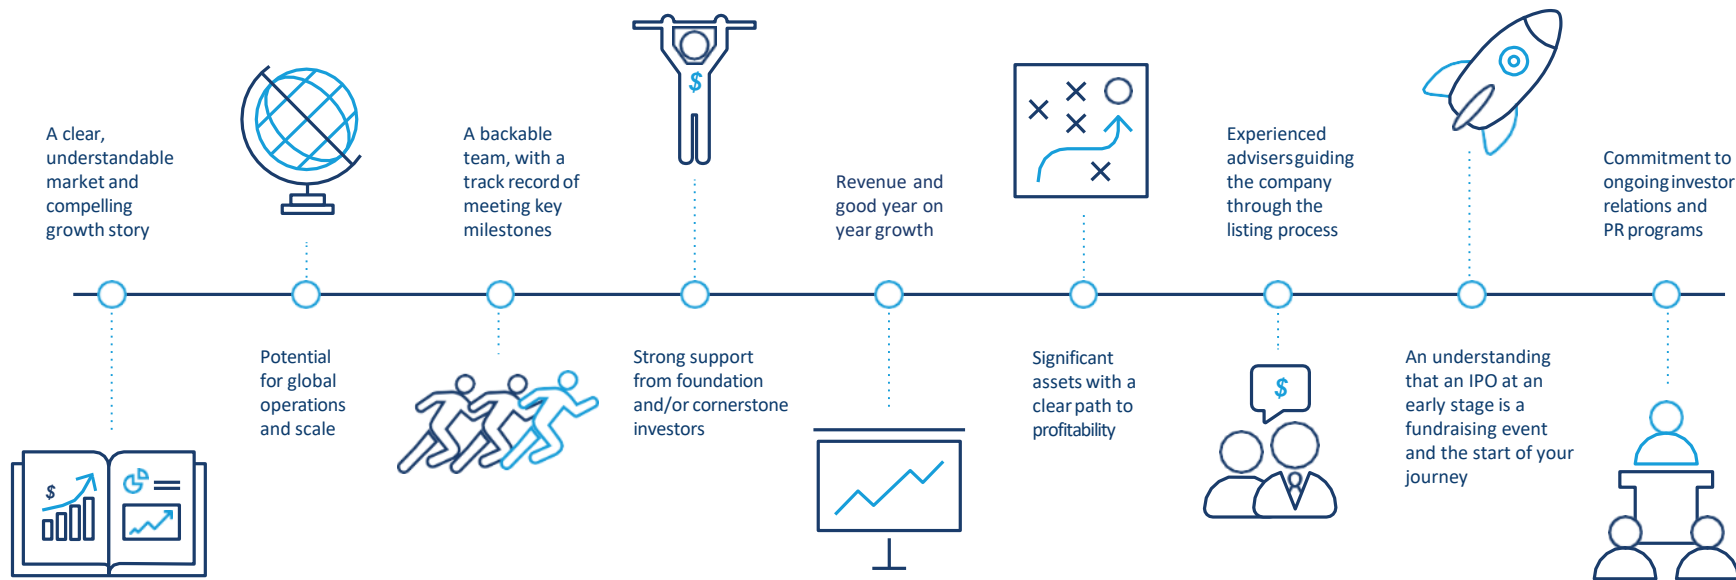 A clear,
understandable
market and
compelling
growth story
$
Potential
for global
operations
and scale
A backable
team, with a
track record of
meeting key
milestones
$
Strong support
from foundation
and/or cornerstone
investors
Revenue and
good year on
year growth
Significant
assets with a
clear path to
profitability
Experienced
advisers guiding
the company
through the
listing process
$
An understanding
that an IPO at an
early stage is a
fundraising event
and the start of your
journey
Commitment to
ongoing investor
relations and
PR programs